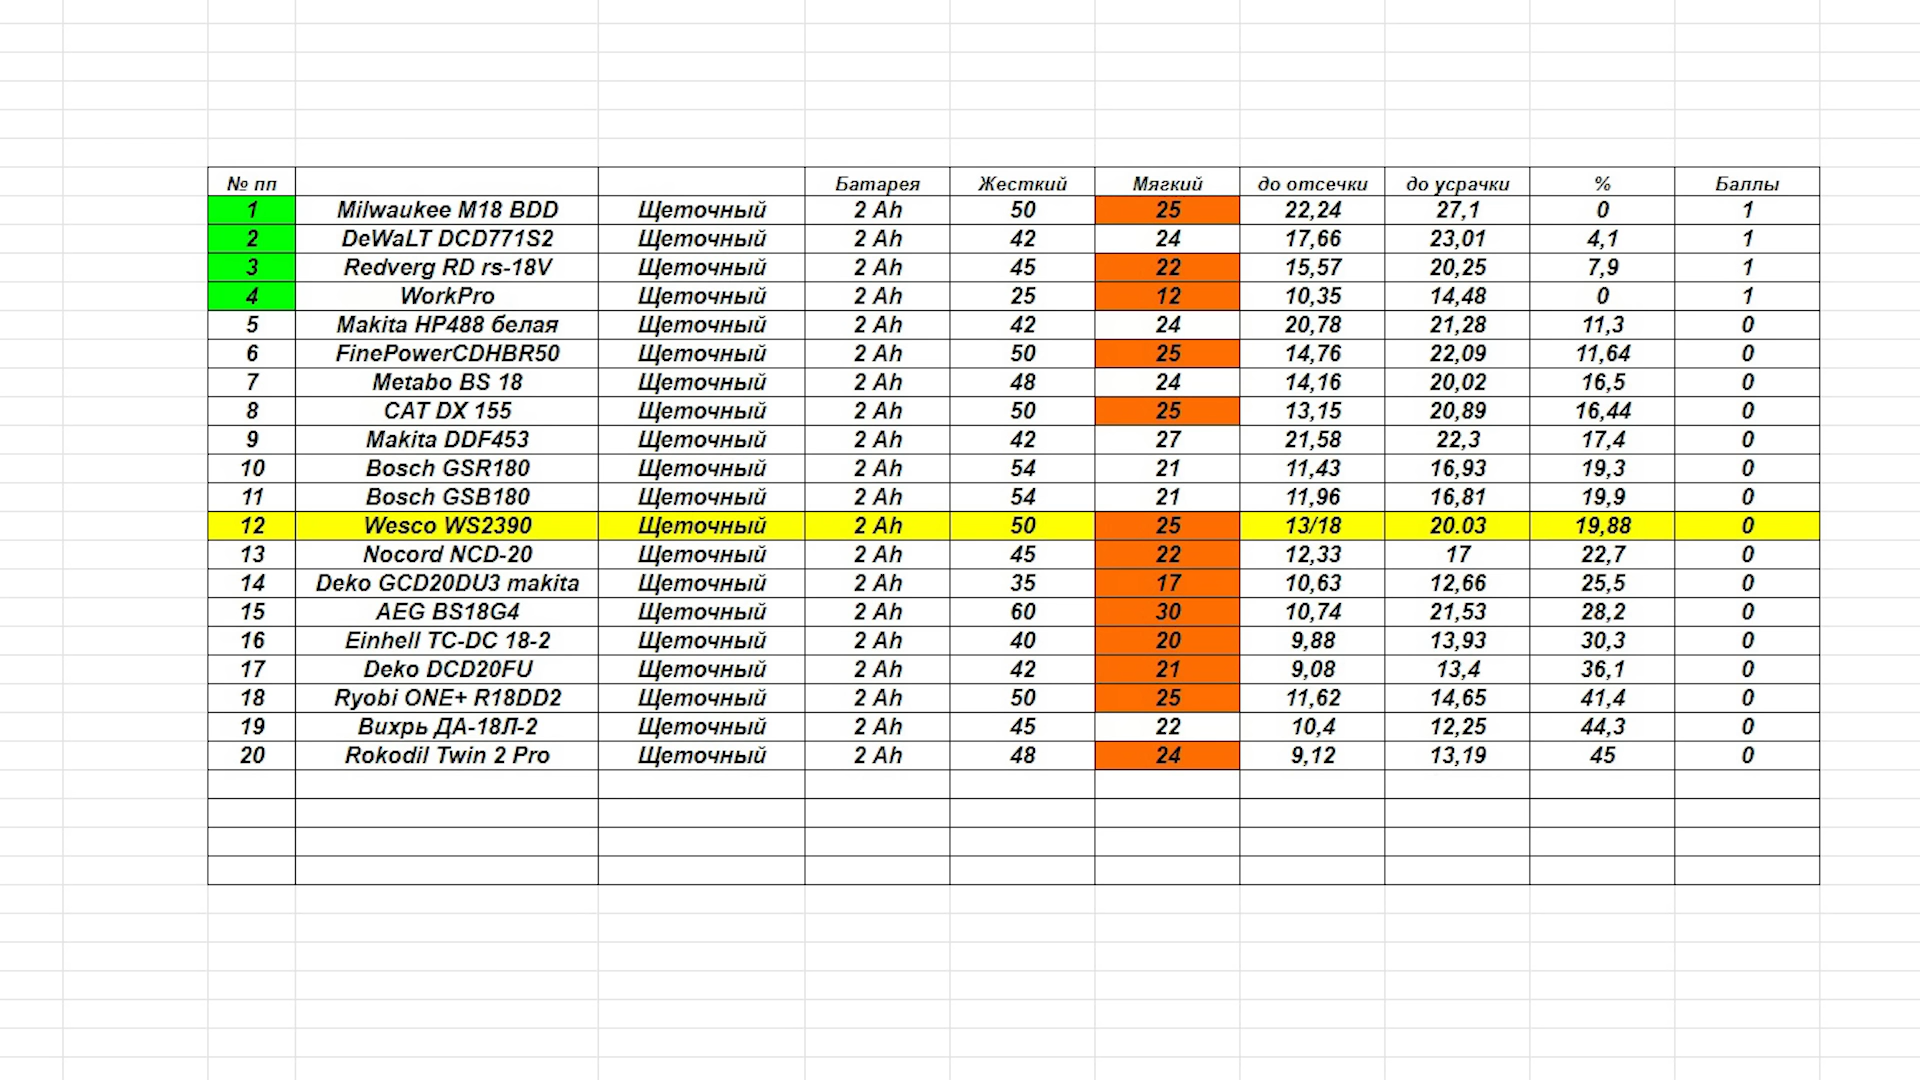 № пп Батарея Жесткий Мягкий до отсечки до усрачки % Баллы
1 Milwaukee M18 BDD Щеточный 2 Ah 50 25 22,24 27,1 0 1
2 DeWaLT DCD771S2 Щеточный 2 Ah 42 24 17,66 23,01 4,1 1
3 Redverg RD rs-18V Щеточный 2 Ah 45 22 15,57 20,25 7,9 1
4 WorkPro Щеточный 2 Ah 25 12 10,35 14,48 0 1
5 Makita HP488 белая Щеточный 2 Ah 42 24 20,78 21,28 11,3 0
6 FinePowerCDHBR50 Щеточный 2 Ah 50 25 14,76 22,09 11,64 0
7 Metabo BS 18 Щеточный 2 Ah 48 24 14,16 20,02 16,5 0
8 CAT DX 155 Щеточный 2 Ah 50 25 13,15 20,89 16,44 0
9 Makita DDF453 Щеточный 2 Ah 42 27 21,58 22,3 17,4 0
10 Bosch GSR180 Щеточный 2 Ah 54 21 11,43 16,93 19,3 0
11 Bosch GSB180 Щеточный 2 Ah 54 21 11,96 16,81 19,9 0
12 Wesco WS2390 Щеточный 2 Ah 50 25 13/18 20.03 19,88 0
13 Nocord NCD-20 Щеточный 2 Ah 45 22 12,33 17 22,7 0
14 Deko GCD20DU3 makita Щеточный 2 Ah 35 17 10,63 12,66 25,5 0
15 AEG BS18G4 Щеточный 2 Ah 60 30 10,74 21,53 28,2 0
16 Einhell TC-DC 18-2 Щеточный 2 Ah 40 20 9,88 13,93 30,3 0
17 Deko DCD20FU Щеточный 2 Ah 42 21 9,08 13,4 36,1 0
18 Ryobi ONE+ R18DD2 Щеточный 2 Ah 50 25 11,62 14,65 41,4 0
19 Вихрь ДА-18Л-2 Щеточный 2 Ah 45 22 10,4 12,25 44,3 0
20 Rokodil Twin 2 Pro Щеточный 2 Ah 48 24 9,12 13,19 45 0